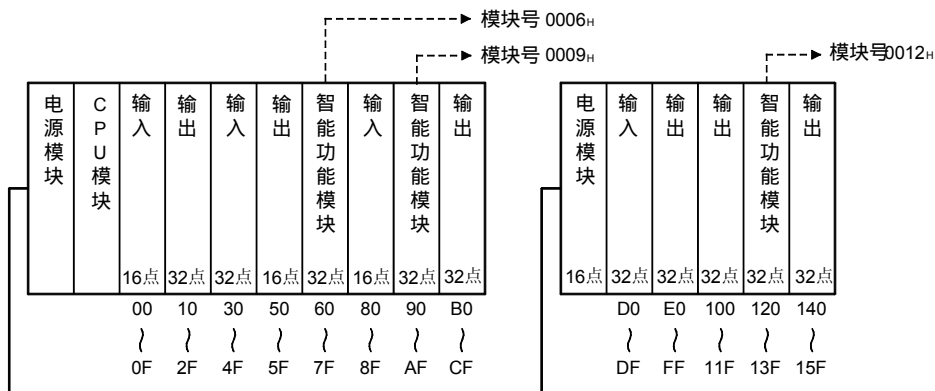 模块号 0006H
模块号 0009H
模块号0012H
电源模块
CPU模块
输入
输出
输入
输出
智能功能模块
输入
智能功能模块
输出
电源模块
输入
输出
输出
智能功能模块
输出
16点 32点 32点 16点 32点 16点 32点 32点
16点 32点 32点 32点 32点 32点
00 10 30 50 60 80 90 B0
D0 E0 100 120 140
~ ~ ~ ~ ~ ~ ~ ~
~ ~ ~ ~ ~
0F 2F 4F 5F 7F 8F AF CF
DF FF 11F 13F 15F